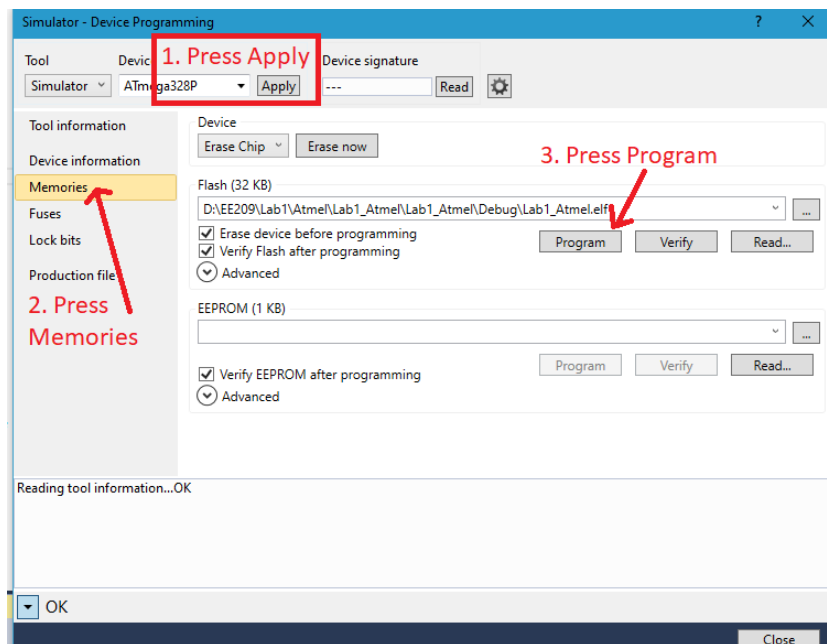 Simulator - Device Programming
?
1. Press Apply
Tool
Device signature
Simulator
ATmega328P
Apply
---
Read
Tool information
Device information
Memories
Fuses
Lock bits
Production file
2. Press
Memories
Device
Erase Chip
Erase now
3. Press Program
Flash (32 KB)
D:\EE209\Lab1\Atmel\Lab1_Atmel\Lab1_Atmel\Debug\Lab1_Atmel.elf
...
Erase device before programming
Verify Flash after programming
Program
Verify
Read...
Advanced
EEPROM (1 KB)
...
Program
Verify
Read...
Verify EEPROM after programming
Advanced
Reading tool information...OK
OK
Close